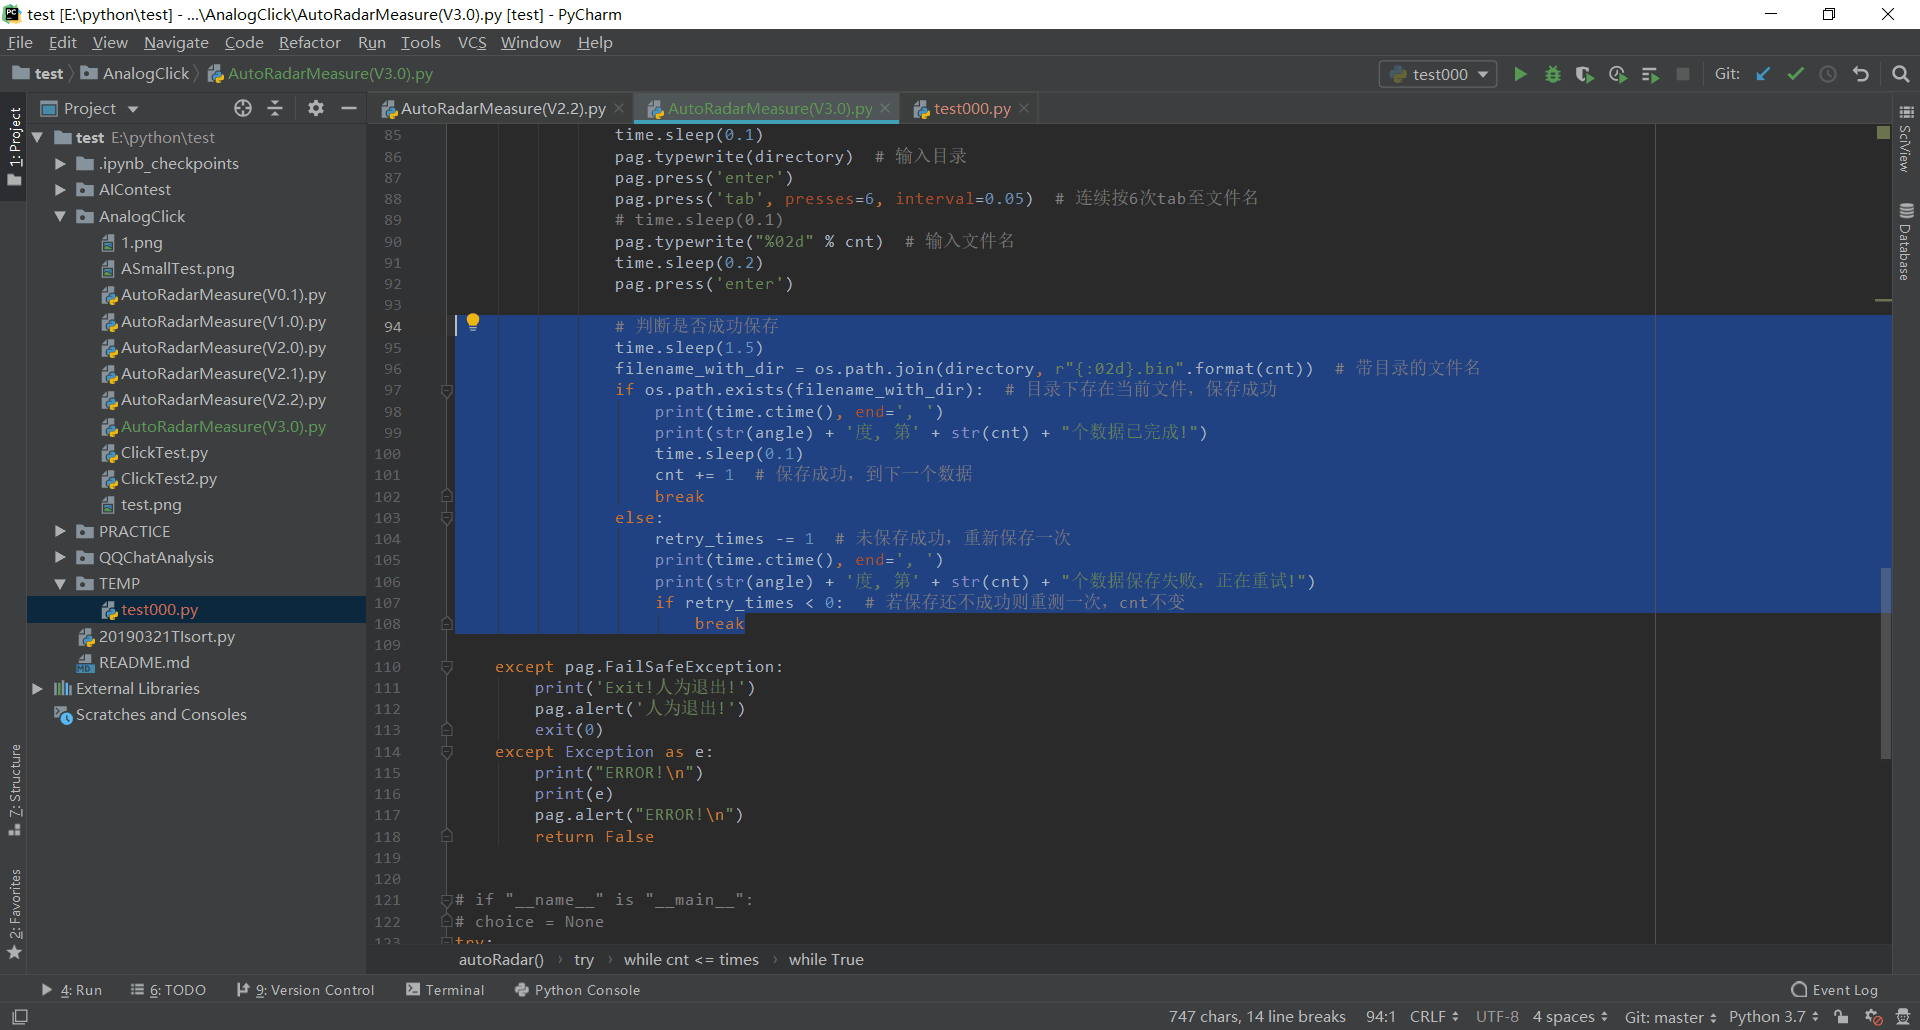 test [E:\python\test] - ...\AnalogClick\AutoRadarMeasure(V3.0).py [test] - PyCharm
File Edit View Navigate Code Refactor Run Tools VCS Window Help
test AnalogClick AutoRadarMeasure(V3.0).py test000 Git:
Project AutoRadarMeasure(V2.2).py AutoRadarMeasure(V3.0).py test000.py
1: Project
7: Structure
2: Favorites
test E:\python\test
.ipynb_checkpoints
AIContest
AnalogClick
1.png
ASmallTest.png
AutoRadarMeasure(V0.1).py
AutoRadarMeasure(V1.0).py
AutoRadarMeasure(V2.0).py
AutoRadarMeasure(V2.1).py
AutoRadarMeasure(V2.2).py
AutoRadarMeasure(V3.0).py
ClickTest.py
ClickTest2.py
test.png
PRACTICE
QQChatAnalysis
TEMP
test000.py
20190321TIsort.py
README.md
External Libraries
Scratches and Consoles
85 time.sleep(0.1)
86 pag.typewrite(directory)  # 输入目录
87 pag.press('enter')
88 pag.press('tab', presses=6, interval=0.05)  # 连续按6次tab至文件名
89 # time.sleep(0.1)
90 pag.typewrite("%02d" % cnt)  # 输入文件名
91 time.sleep(0.2)
92 pag.press('enter')
93
94 # 判断是否成功保存
95 time.sleep(1.5)
96 filename_with_dir = os.path.join(directory, r"{:02d}.bin".format(cnt))  # 带目录的文件名
97 if os.path.exists(filename_with_dir):  # 目录下存在当前文件，保存成功
98 print(time.ctime(), end=', ')
99 print(str(angle) + '度, 第' + str(cnt) + "个数据已完成!")
100 time.sleep(0.1)
101 cnt += 1  # 保存成功，到下一个数据
102 break
103 else:
104 retry_times -= 1  # 未保存成功，重新保存一次
105 print(time.ctime(), end=', ')
106 print(str(angle) + '度, 第' + str(cnt) + "个数据保存失败，正在重试!")
107 if retry_times < 0:  # 若保存还不成功则重测一次，cnt不变
108 break
109
110 except pag.FailSafeException:
111 print('Exit!人为退出!')
112 pag.alert('人为退出!')
113 exit(0)
114 except Exception as e:
115 print("ERROR!\n")
116 print(e)
117 pag.alert("ERROR!\n")
118 return False
119
120
121 # if "__name__" is "__main__":
122 # choice = None
123 try:
SciView
Database
autoRadar() try while cnt <= times while True
4: Run 6: TODO 9: Version Control Terminal Python Console Event Log
747 chars, 14 line breaks 94:1 CRLF UTF-8 4 spaces Git: master Python 3.7